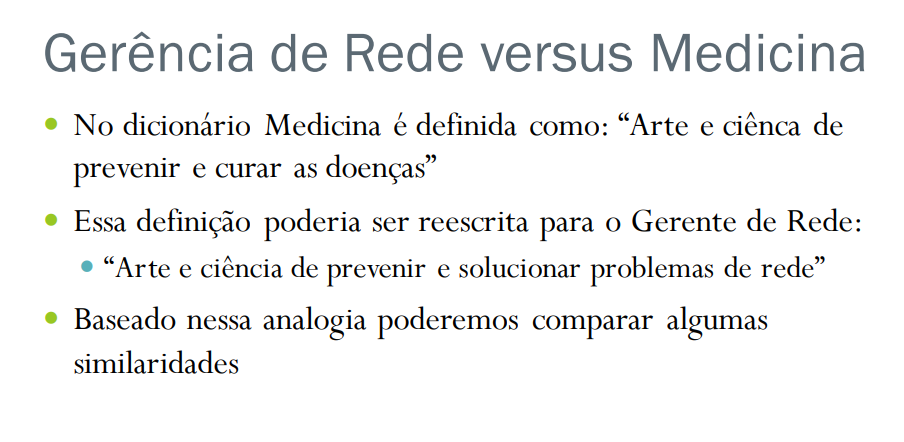 Gerência de Rede versus Medicina
• No dicionário Medicina é definida como: “Arte e ciênca de
prevenir e curar as doenças”
• Essa definição poderia ser reescrita para o Gerente de Rede:
• “Arte e ciência de prevenir e solucionar problemas de rede”
• Baseado nessa analogia poderemos comparar algumas
similaridades